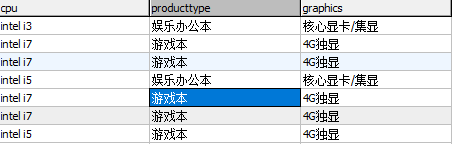 cpu producttype graphics
intel i3 娱乐办公本 核心显卡/集显
intel i7 游戏本 4G独显
intel i7 游戏本 4G独显
intel i5 娱乐办公本 核心显卡/集显
intel i7 游戏本 4G独显
intel i7 游戏本 4G独显
intel i5 游戏本 4G独显